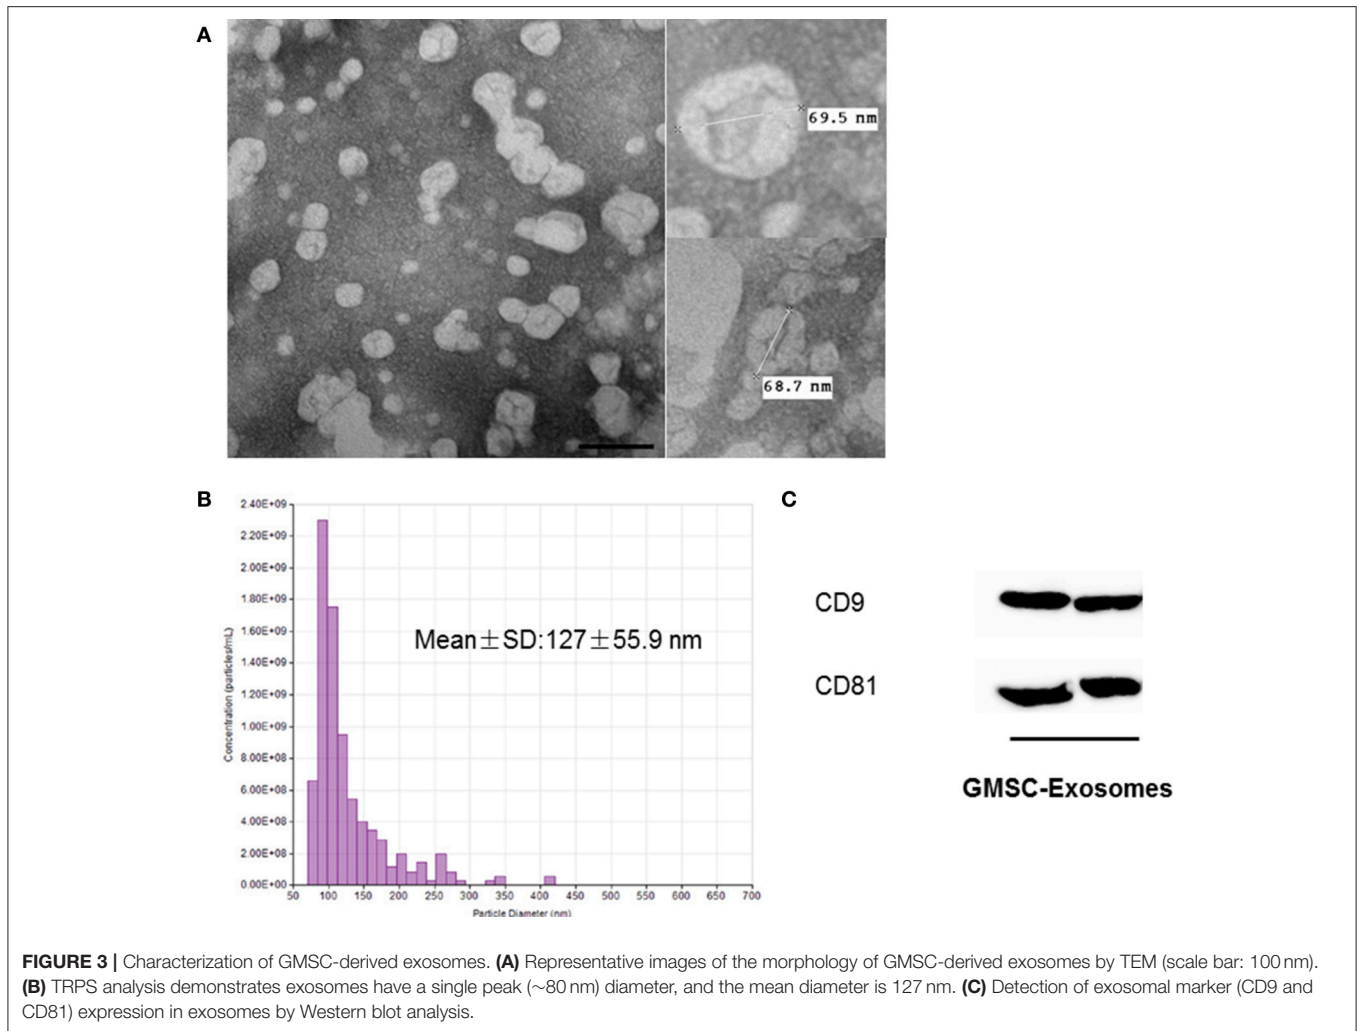 A
69.5 nm
68.7 nm
B
2.40E+09
2.20E+09
2.00E+09
1.80E+09
1.60E+09
1.40E+09
1.20E+09
1.00E+09
8.00E+08
6.00E+08
4.00E+08
2.00E+08
0.00E+00
Concentration (particles/mL)
Mean±SD:127±55.9 nm
50 100 150 200 250 300 350 400 450 500 550 600 650 700
Particle Diameter (nm)
C
CD9
CD81
GMSC-Exosomes
FIGURE 3 | Characterization of GMSC-derived exosomes. (A) Representative images of the morphology of GMSC-derived exosomes by TEM (scale bar: 100 nm).
(B) TRPS analysis demonstrates exosomes have a single peak (~80 nm) diameter, and the mean diameter is 127 nm. (C) Detection of exosomal marker (CD9 and
CD81) expression in exosomes by Western blot analysis.